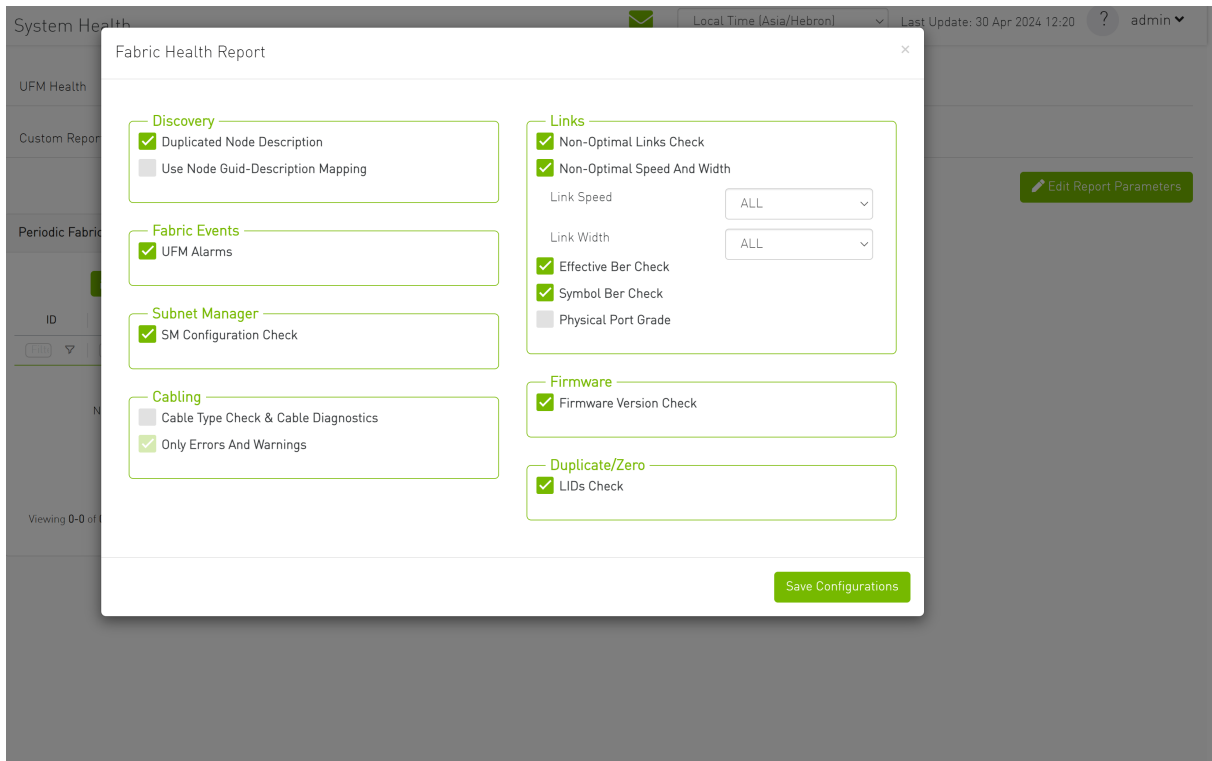 System Health
Local Time (Asia/Hebron)
Last Update: 30 Apr 2024 12:20
?
admin
Fabric Health Report
×
UFM Health
Custom Repor
Edit Report Parameters
Periodic Fabric
ID
Viewing 0-0 of
Discovery
Duplicated Node Description
Use Node Guid-Description Mapping
Fabric Events
UFM Alarms
Subnet Manager
SM Configuration Check
Cabling
Cable Type Check & Cable Diagnostics
Only Errors And Warnings
Links
Non-Optimal Links Check
Non-Optimal Speed And Width
Link Speed
ALL
Link Width
ALL
Effective Ber Check
Symbol Ber Check
Physical Port Grade
Firmware
Firmware Version Check
Duplicate/Zero
LIDs Check
Save Configurations